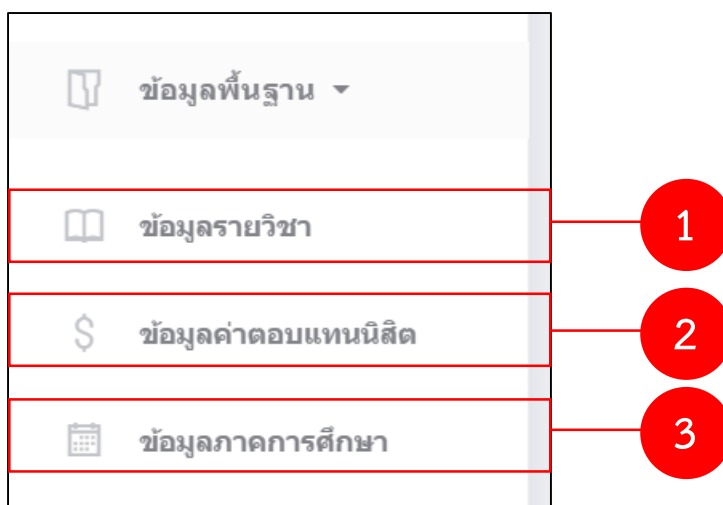 ข้อมูลพื้นฐาน
ข้อมูลรายวิชา
1
ข้อมูลค่าตอบแทนนิสิต
2
ข้อมูลภาคการศึกษา
3